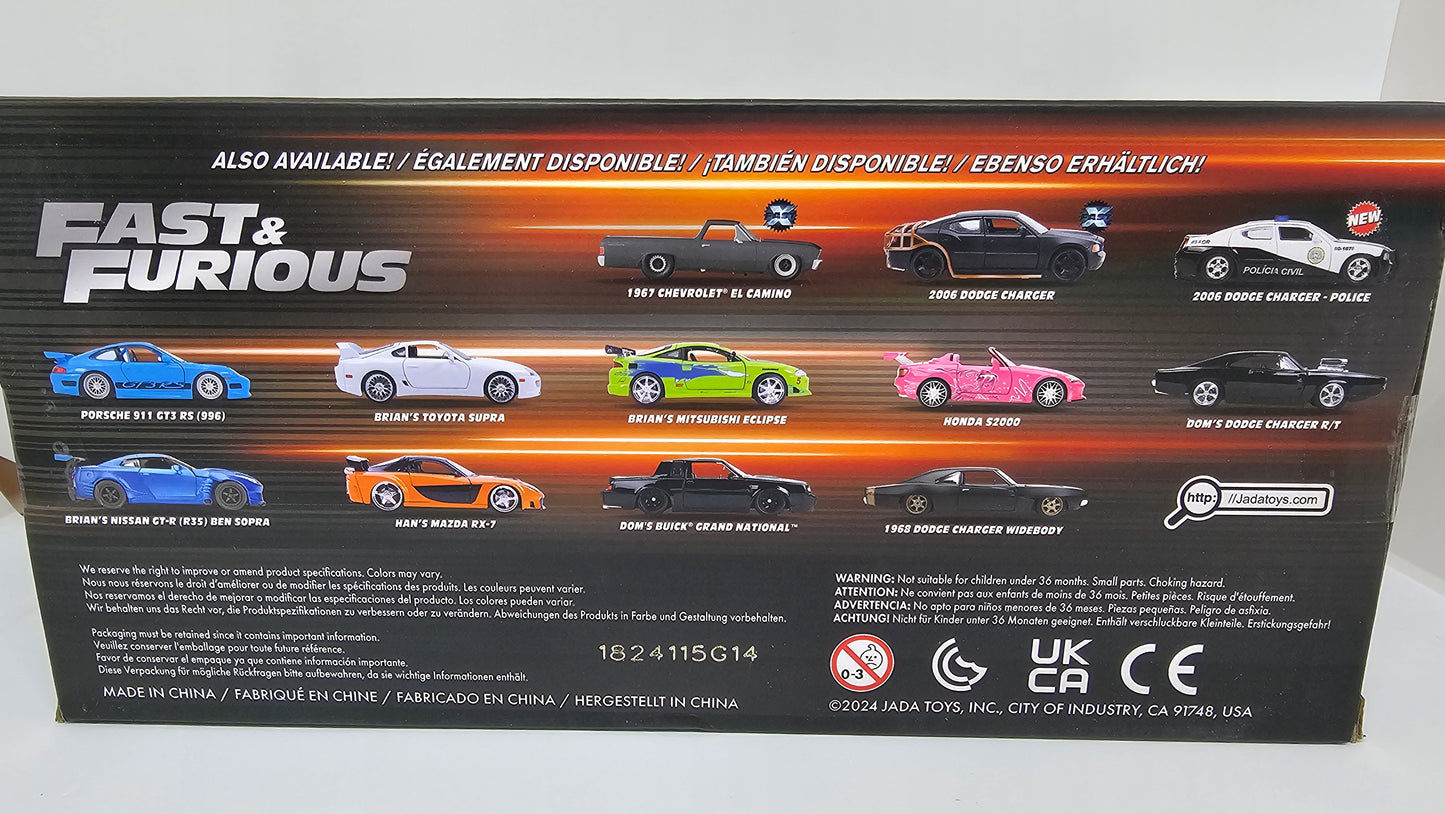 ALSO AVAILABLE! / ÉGALEMENT DISPONIBLE! / ¡TAMBIÉN DISPONIBLE! / EBENSO ERHÄLTLICH!
FAST &
FURIOUS
X
X
NEW
POLÍCIA CIVIL
1967 CHEVROLET® EL CAMINO
2006 DODGE CHARGER
2006 DODGE CHARGER - POLICE
GT3 RS
PORSCHE 911 GT3 RS (996)
BRIAN'S TOYOTA SUPRA
BRIAN'S MITSUBISHI ECLIPSE
HONDA S2000
DOM'S DODGE CHARGER R/T
BRIAN'S NISSAN GT-R (R35) BEN SOPRA
HAN'S MAZDA RX-7
DOM'S BUICK® GRAND NATIONAL™
1968 DODGE CHARGER WIDEBODY
http: //Jadatoys.com
We reserve the right to improve or amend product specifications. Colors may vary.
Nous nous réservons le droit d'améliorer ou de modifier les spécifications des produits. Les couleurs peuvent varier.
Nos reservamos el derecho de mejorar o modificar las especificaciones del producto. Los colores pueden variar.
Wir behalten uns das Recht vor, die Produktspezifikationen zu verbessern oder zu verändern. Abweichungen des Produkts in Farbe und Gestaltung vorbehalten.
Packaging must be retained since it contains important information.
Veuillez conserver l'emballage pour toute future référence.
Favor de conservar el empaque ya que contiene información importante.
Diese Verpackung für mögliche Rückfragen bitte aufbewahren, da sie wichtige Informationen enthält.
MADE IN CHINA / FABRIQUÉ EN CHINE / FABRICADO EN CHINA / HERGESTELLT IN CHINA
1824115G14
WARNING: Not suitable for children under 36 months. Small parts. Choking hazard.
ATTENTION: Ne convient pas aux enfants de moins de 36 mois. Petites pièces. Risque d'étouffement.
ADVERTENCIA: No apto para niños menores de 36 meses. Piezas pequeñas. Peligro de asfixia.
ACHTUNG! Nicht für Kinder unter 36 Monaten geeignet. Enthält verschluckbare Kleinteile. Erstickungsgefahr!
0-3
UK
CA
CE
©2024 JADA TOYS, INC., CITY OF INDUSTRY, CA 91748, USA